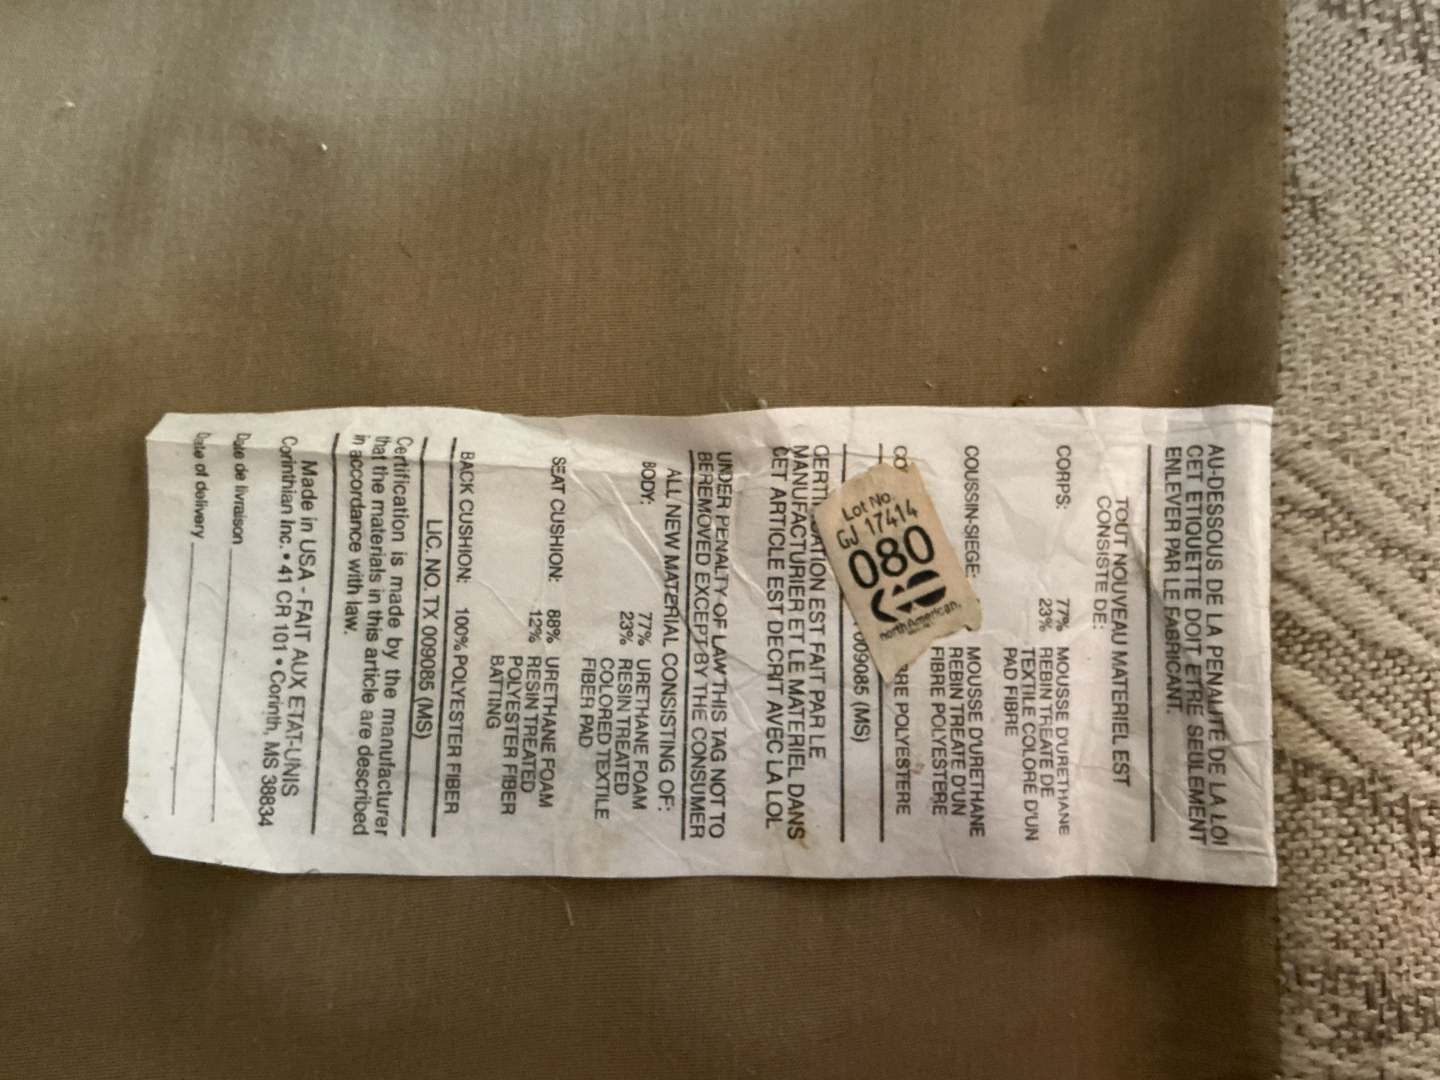 AU-DESSOUS DE LA PENALITE DE LA LOI
CET ETIQUETTE DOIT ETRE SEULEMENT
ENLEVER PAR LE FABRICANT.
TOUT NOUVEAU MATERIEL EST
CONSISTE DE:
CORPS: 77% MOUSSE D'URETHANE
23% REBIN TREATE DE
TEXTILE COLORE D'UN
PAD FIBRE
COUSSIN-SIEGE: MOUSSE D'URETHANE
REBIN TREATE D'UN
FIBRE POLYESTERE
POLYESTERE
009085 (MS)
Lot No.
GJ 17414
080
northAmerican.
EST FAIT PAR LE
MANUFACTURIER ET LE MATERIEL DANS
CET ARTICLE EST DECRIT AVEC LA LOI.
UNDER PENALTY OF LAW THIS TAG NOT TO
BE REMOVED EXCEPT BY THE CONSUMER
ALL NEW MATERIAL CONSISTING OF:
BODY: 77% URETHANE FOAM
23% RESIN TREATED
COLORED TEXTILE
FIBER PAD
SEAT CUSHION: 88% URETHANE FOAM
12% RESIN TREATED
POLYESTER FIBER
BATTING
BACK CUSHION: 100% POLYESTER FIBER
LIC. NO. TX 009085 (MS)
Certification is made by the manufacturer
that the materials in this article are described
in accordance with law.
Made in USA - FAIT AUX ETAT-UNIS
Corinthian Inc. • 41 CR 101 • Corinth, MS 38834
Date de livraison
Date of delivery